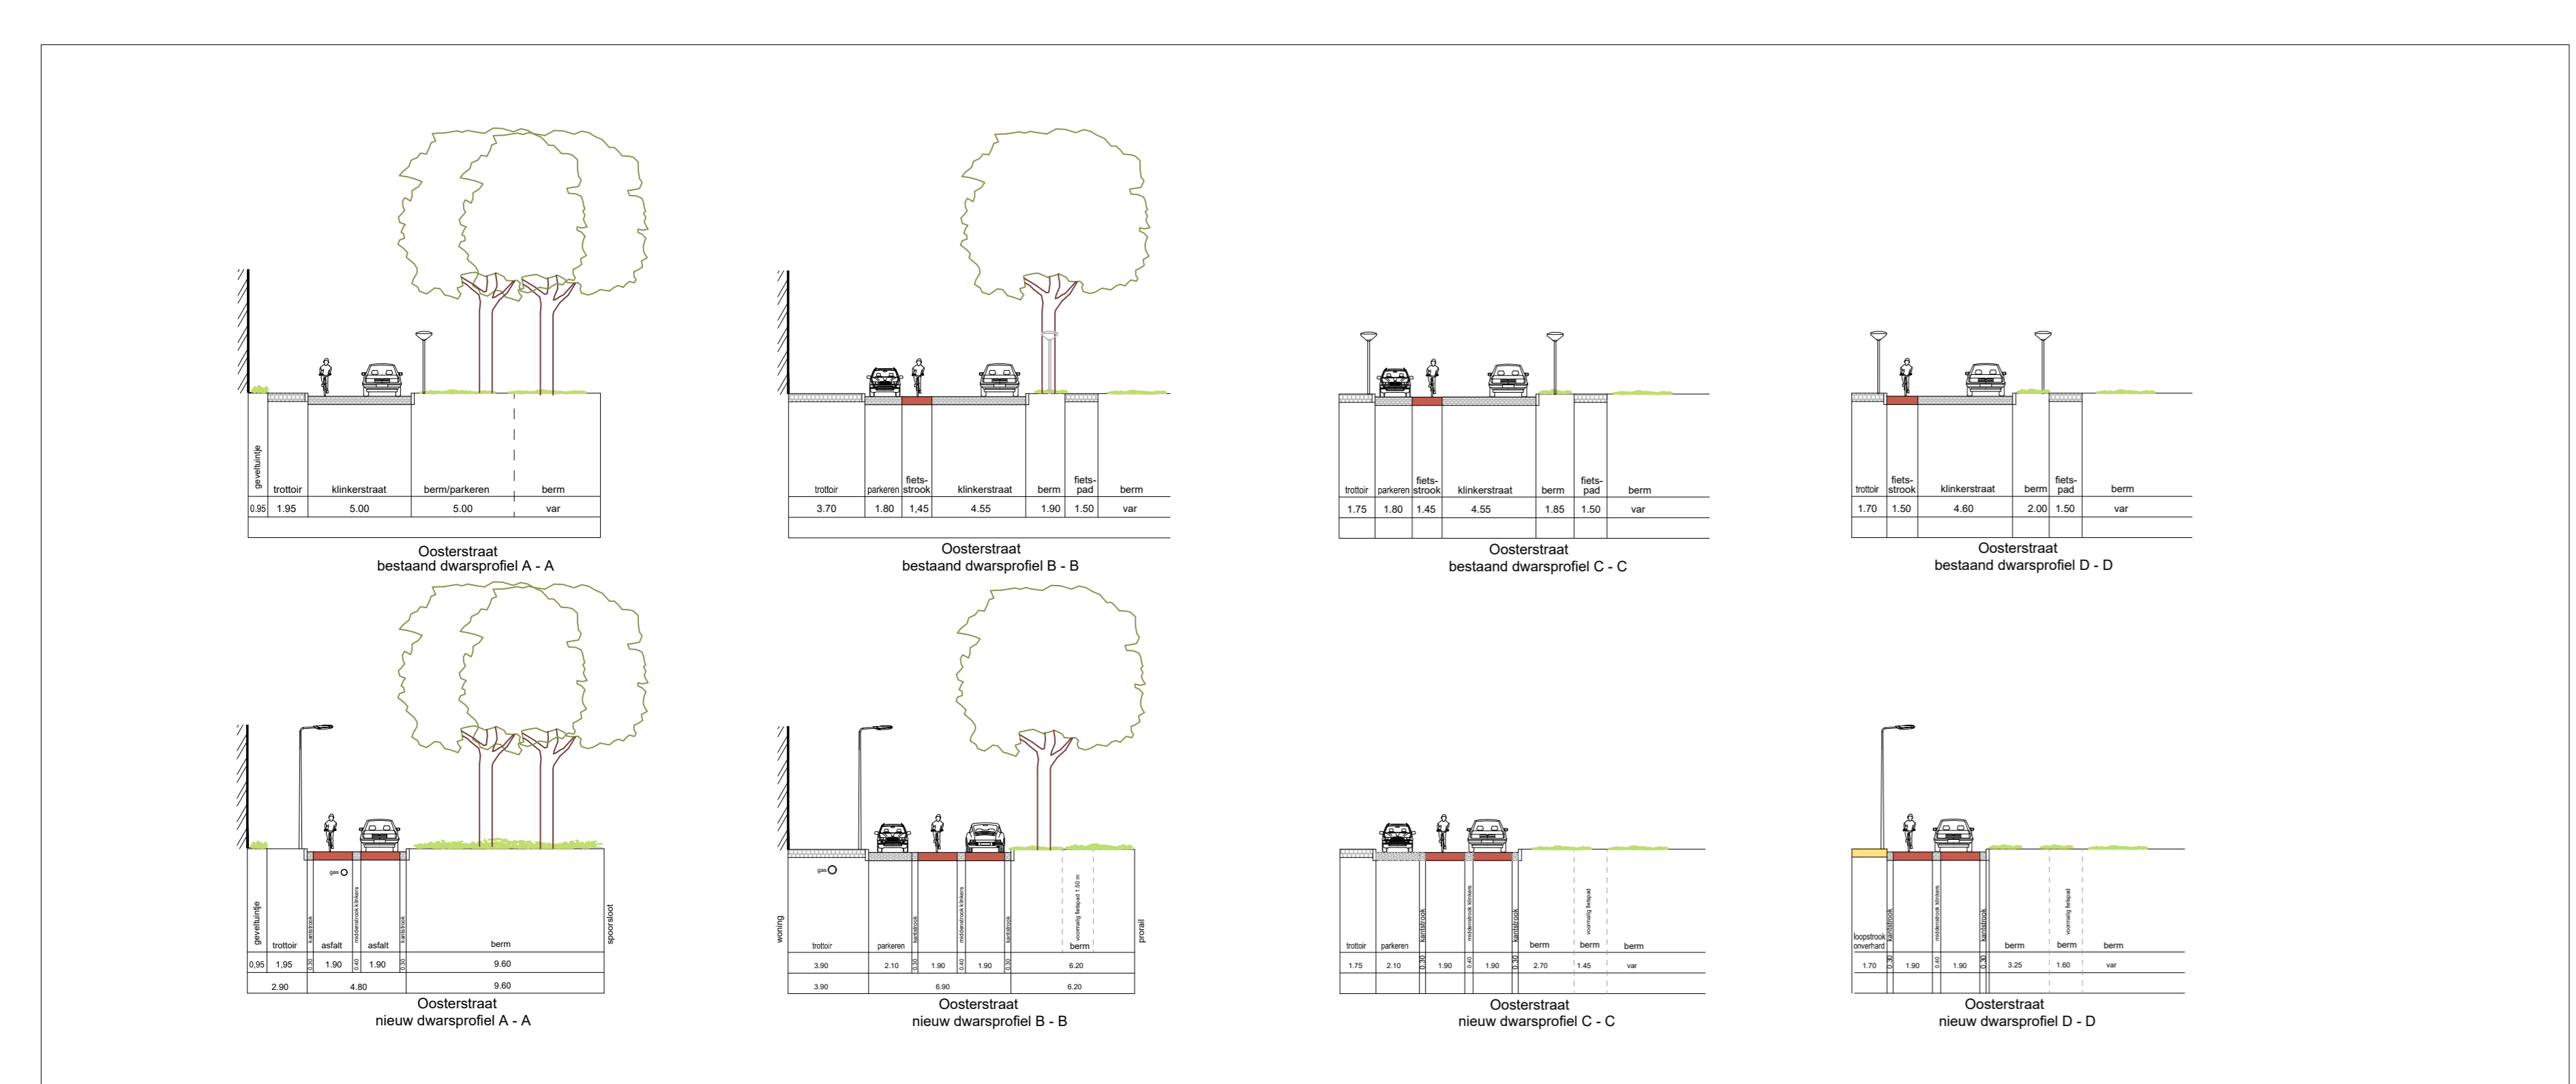 geveltuintje
trottoir klinkerstraat berm/parkeren berm
0.95 1.95 5.00 5.00 var
Oosterstraat
bestaand dwarsprofiel A - A
trottoir parkeren fiets-
strook klinkerstraat berm fiets-
pad berm
3.70 1.80 1,45 4.55 1.90 1.50 var
Oosterstraat
bestaand dwarsprofiel B - B
trottoir parkeren fiets-
strook klinkerstraat berm fiets-
pad berm
1.75 1.80 1.45 4.55 1.85 1.50 var
Oosterstraat
bestaand dwarsprofiel C - C
trottoir fiets-
strook klinkerstraat berm fiets-
pad berm
1.70 1.50 4.60 2.00 1.50 var
Oosterstraat
bestaand dwarsprofiel D - D
gas
geveltuintje
trottoir
kantstrook
asfalt
middenstrook klinkers
asfalt
kantstrook
berm
spoorsloot
0,95 1,95 0.30 1.90 0.40 1.90 0.30 9.60
2.90 4.80 9.60
Oosterstraat
nieuw dwarsprofiel A - A
gas
woning
trottoir
parkeren
kantstrook
middenstrook klinkers
kantstrook
voormalig fietspad 1.50 m
berm
prorail
3.90 2.10 0.30 1.90 0.40 1.90 0.30 6.20
3.90 6.90 6.20
Oosterstraat
nieuw dwarsprofiel B - B
trottoir
parkeren
kantstrook
middenstrook klinkers
kantstrook
berm
voormalig fietspad
berm
berm
1.75 2.10 0.30 1.90 0.40 1.90 0.30 2.70 1.45 var
Oosterstraat
nieuw dwarsprofiel C - C
loopstrook
onverhard
kantstrook
middenstrook klinkers
kantstrook
berm
voormalig fietspad
berm
berm
1.70 0.30 1.90 0.40 1.90 0.30 3.25 1.60 var
Oosterstraat
nieuw dwarsprofiel D - D